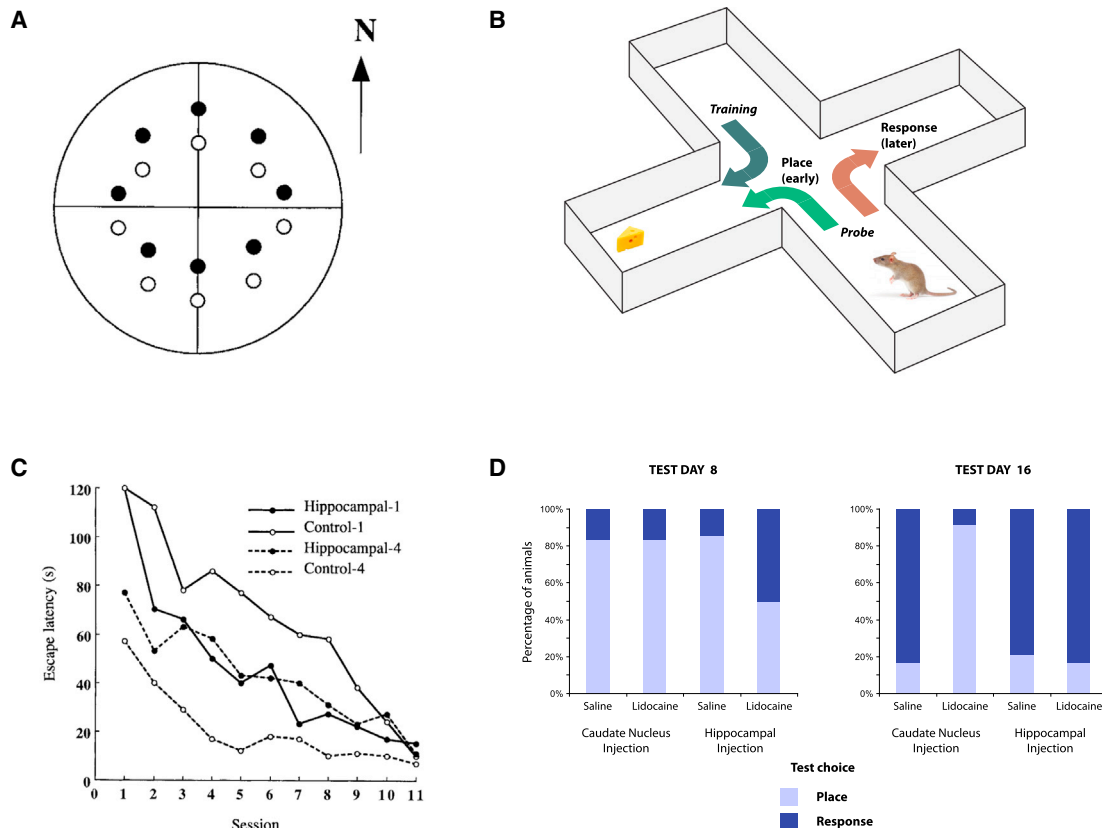 A
N
B
Training
Place
(early)
Response
(later)
Probe
C
Escape latency (s)
120
100
80
60
40
20
0
Hippocampal-1
Control-1
Hippocampal-4
Control-4
0 1 2 3 4 5 6 7 8 9 10 11
Session
D
TEST DAY 8
Percentage of animals
100%
80%
60%
40%
20%
0%
Saline Lidocaine Saline Lidocaine
Caudate Nucleus Hippocampal
Injection Injection
TEST DAY 16
100%
80%
60%
40%
20%
0%
Saline Lidocaine Saline Lidocaine
Caudate Nucleus Hippocampal
Injection Injection
Test choice
Place
Response